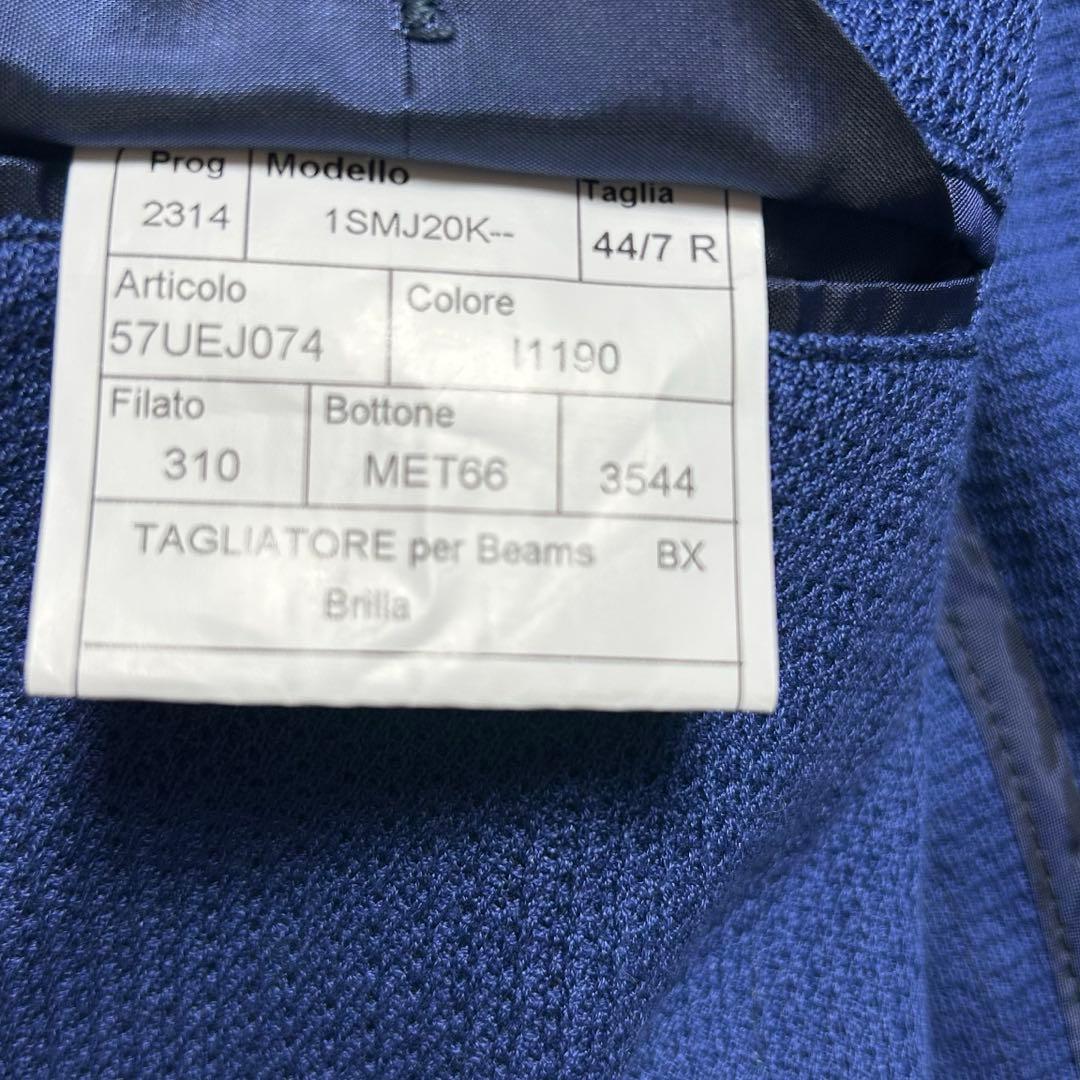 Prog Modello Taglia
2314 1SMJ20K-- 44/7 R
Articolo Colore
57UEJ074 I1190
Filato Bottone
310 MET66 3544
TAGLIATORE per Beams BX
Brilla